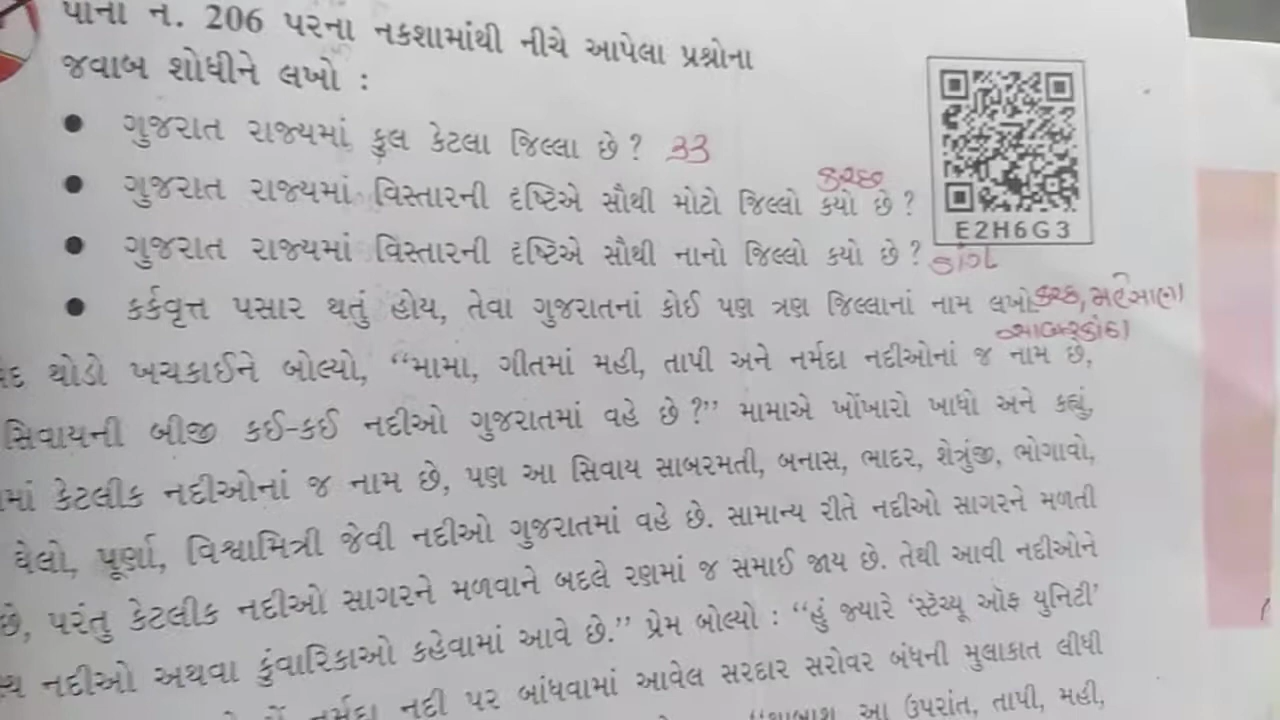 પાના નં. 206 પરના નકશામાંથી નીચે આપેલા પ્રશ્નોના
જવાબ શોધીને લખો :
• ગુજરાત રાજ્યમાં કુલ કેટલા જિલ્લા છે? 33
કચ્છ
• ગુજરાત રાજ્યમાં વિસ્તારની દૃષ્ટિએ સૌથી મોટો જિલ્લો કયો છે?
E2H6G3
• ગુજરાત રાજ્યમાં વિસ્તારની દૃષ્ટિએ સૌથી નાનો જિલ્લો કયો છે? ડાંગ
• કર્કવૃત્ત પસાર થતું હોય, તેવા ગુજરાતનાં કોઈ પણ ત્રણ જિલ્લાનાં નામ લખો કચ્છ, મહેસાણા
સાબરકાંઠા
થોડો ખચકાઈને બોલ્યો, “મામા, ગીતમાં મહી, તાપી અને નર્મદા નદીઓનાં જ નામ છે,
સિવાયની બીજી કઈ-કઈ નદીઓ ગુજરાતમાં વહે છે?” મામાએ ખોંખારો ખાધો અને કહ્યું,
કેટલીક નદીઓનાં જ નામ છે, પણ આ સિવાય સાબરમતી, બનાસ, ભાદર, શેત્રુંજી, ભોગાવો,
ઘેલો, પૂર્ણા, વિશ્વામિત્રી જેવી નદીઓ ગુજરાતમાં વહે છે. સામાન્ય રીતે નદીઓ સાગરને મળતી
છે, પરંતુ કેટલીક નદીઓ સાગરને મળવાને બદલે રણમાં જ સમાઈ જાય છે. તેથી આવી નદીઓને
નદીઓ અથવા કુંવારિકાઓ કહેવામાં આવે છે.” પ્રેમ બોલ્યો : “હું જ્યારે ‘સ્ટેચ્યૂ ઑફ યુનિટી’
નર્મદા નદી પર બાંધવામાં આવેલ સરદાર સરોવર બંધની મુલાકાત લીધી
“શાબાશ આ ઉપરાંત, તાપી, મહી,